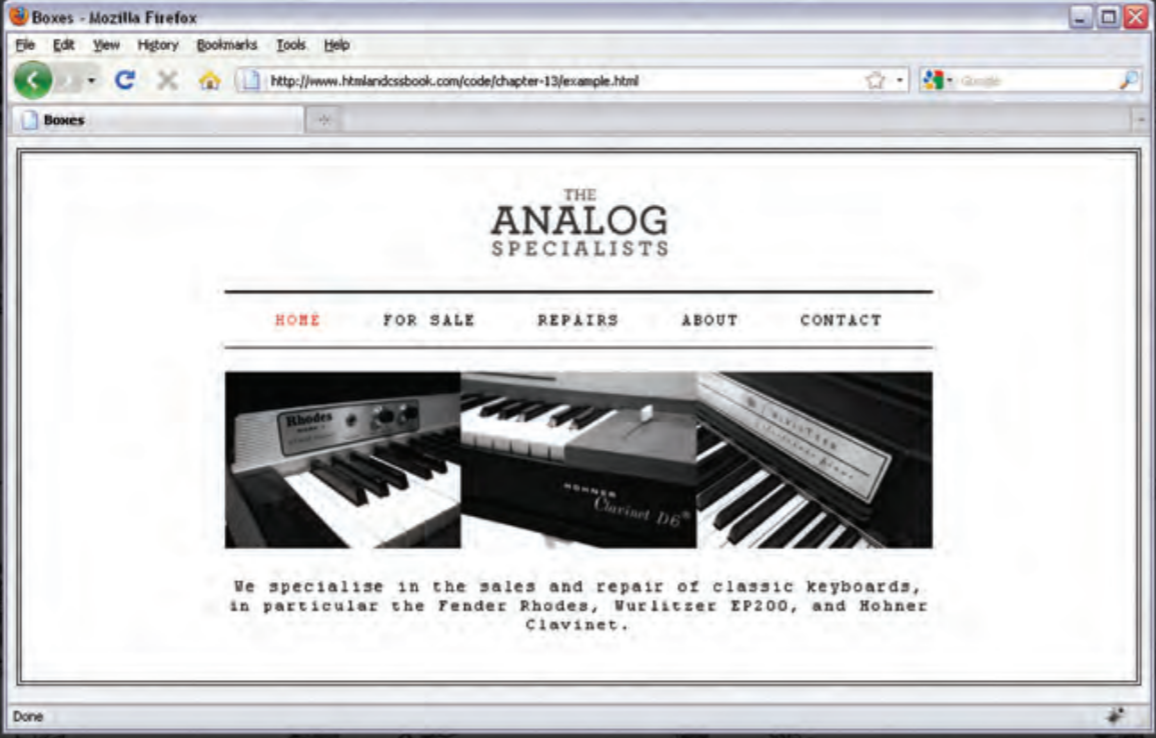 Boxes - Mozilla Firefox
File Edit View History Bookmarks Tools Help
http://www.htmlandcssbook.com/code/chapter-13/example.html
Google
Boxes
THE
ANALOG
SPECIALISTS
HOME FOR SALE REPAIRS ABOUT CONTACT
Rhodes
HOHNER
Clavinet D6®
WURLITZER
We specialise in the sales and repair of classic keyboards,
in particular the Fender Rhodes, Wurlitzer EP200, and Hohner
Clavinet.
Done